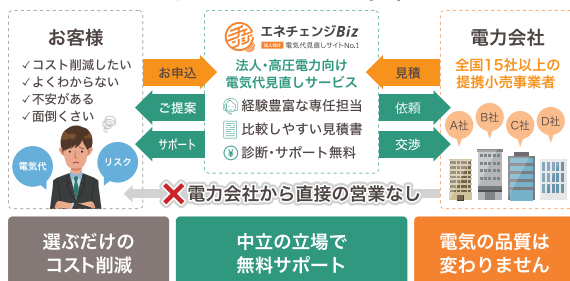 お客様
✓コスト削減したい
✓よくわからない
✓不安がある
✓面倒くさい
電気代
リスク
お申込
ご提案
サポート
エネチェンジBiz
法人向け 電気代見直しサイトNo.1
法人・高圧電力向け
電気代見直しサービス
経験豊富な専任担当
比較しやすい見積書
診断・サポート無料
見積
依頼
交渉
電力会社
全国15社以上の
提携小売事業者
A社
B社
C社
D社
電力会社から直接の営業なし
選ぶだけの
コスト削減
中立の立場で
無料サポート
電気の品質は
変わりません